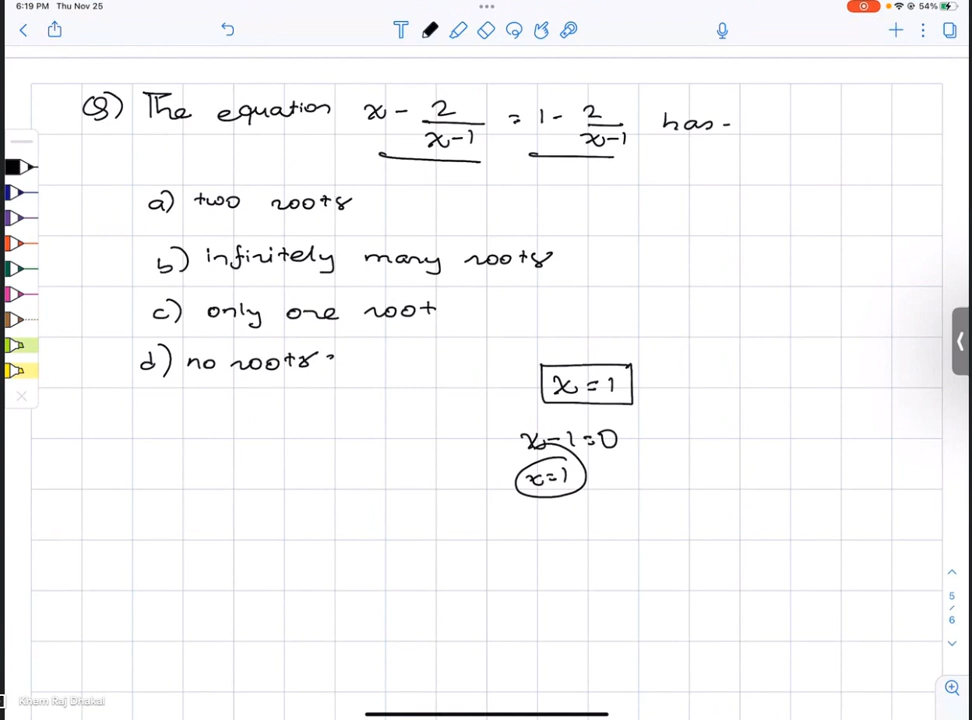 6:19 PM Thu Nov 25
54%
T
Q) The equation x - 2/(x-1) = 1 - 2/(x-1) has -
a) two roots
b) infinitely many roots
c) only one root
d) no roots.
x = 1
x-1=0
x=1
5
/
6
Khem Raj Dhakal